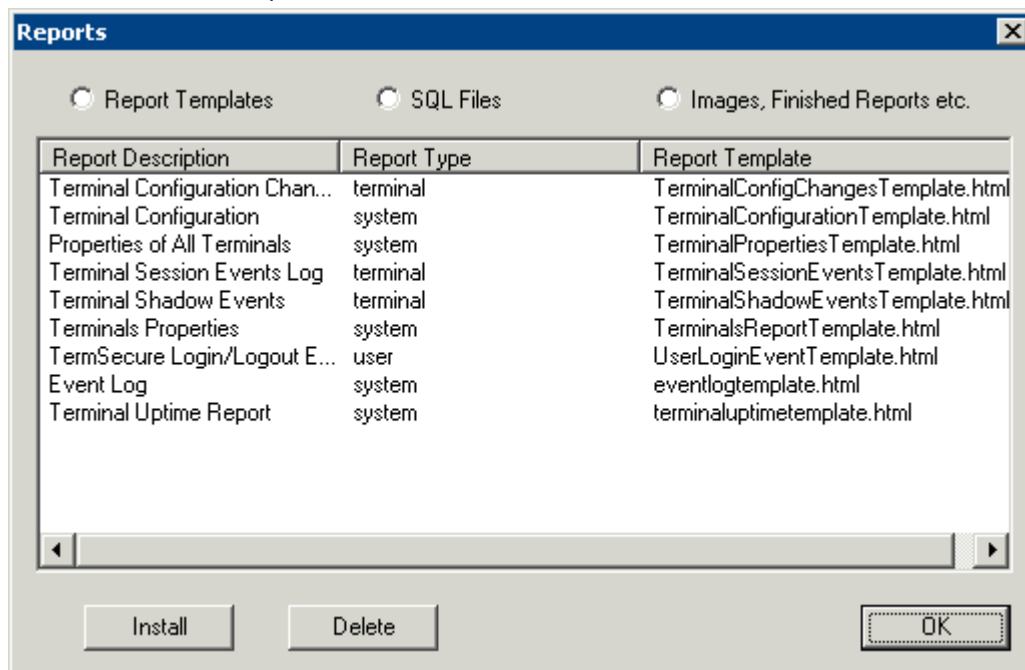 Reports
Report Templates SQL Files Images, Finished Reports etc.
Report Description Report Type Report Template
Terminal Configuration Chan... terminal TerminalConfigChangesTemplate.html
Terminal Configuration system TerminalConfigurationTemplate.html
Properties of All Terminals system TerminalPropertiesTemplate.html
Terminal Session Events Log terminal TerminalSessionEventsTemplate.html
Terminal Shadow Events terminal TerminalShadowEventsTemplate.html
Terminals Properties system TerminalsReportTemplate.html
TermSecure Login/Logout E... user UserLoginEventTemplate.html
Event Log system eventlogtemplate.html
Terminal Uptime Report system terminaluptimetemplate.html
Install Delete OK